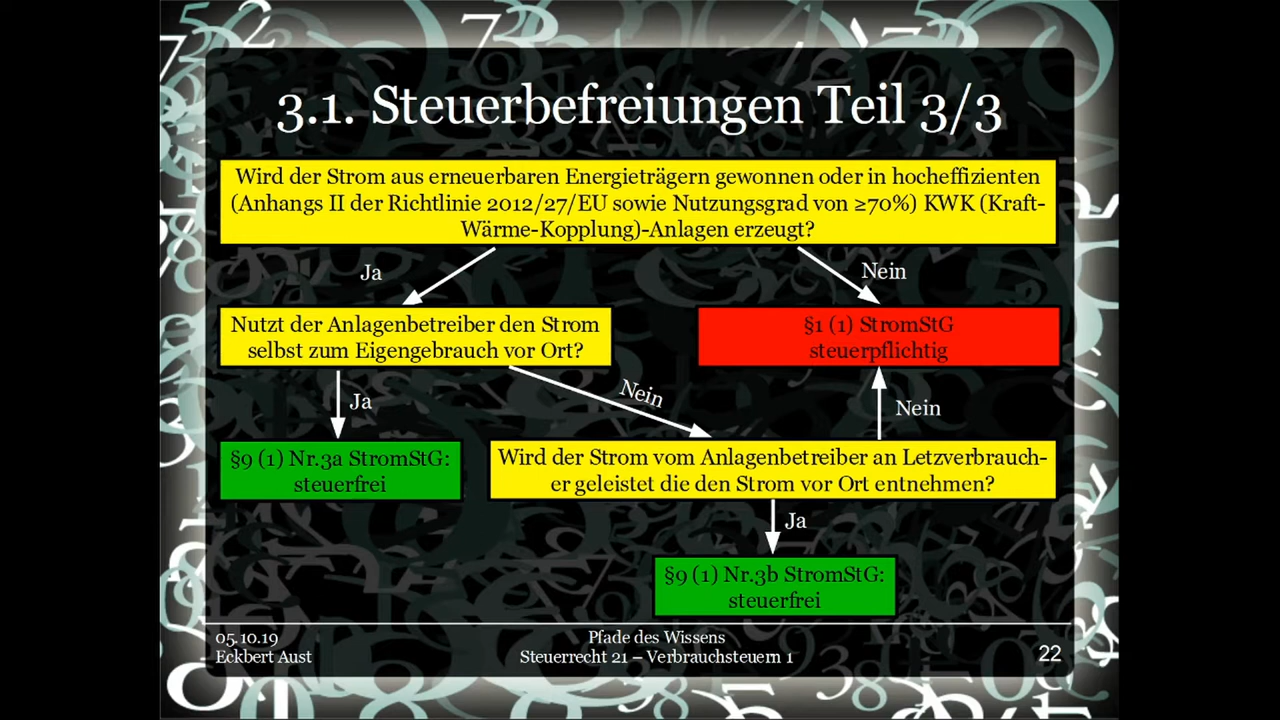 3.1. Steuerbefreiungen Teil 3/3
Wird der Strom aus erneuerbaren Energieträgern gewonnen oder in hocheffizienten
(Anhangs II der Richtlinie 2012/27/EU sowie Nutzungsgrad von ≥70%) KWK (Kraft-
Wärme-Kopplung)-Anlagen erzeugt?
Ja
Nein
Nutzt der Anlagenbetreiber den Strom
selbst zum Eigengebrauch vor Ort?
§1 (1) StromStG
steuerpflichtig
Ja
Nein
Nein
§9 (1) Nr.3a StromStG:
steuerfrei
Wird der Strom vom Anlagenbetreiber an Letzverbrauch-
er geleistet die den Strom vor Ort entnehmen?
Ja
§9 (1) Nr.3b StromStG:
steuerfrei
05.10.19
Eckbert Aust
Pfade des Wissens
Steuerrecht 21 – Verbrauchsteuern 1
22